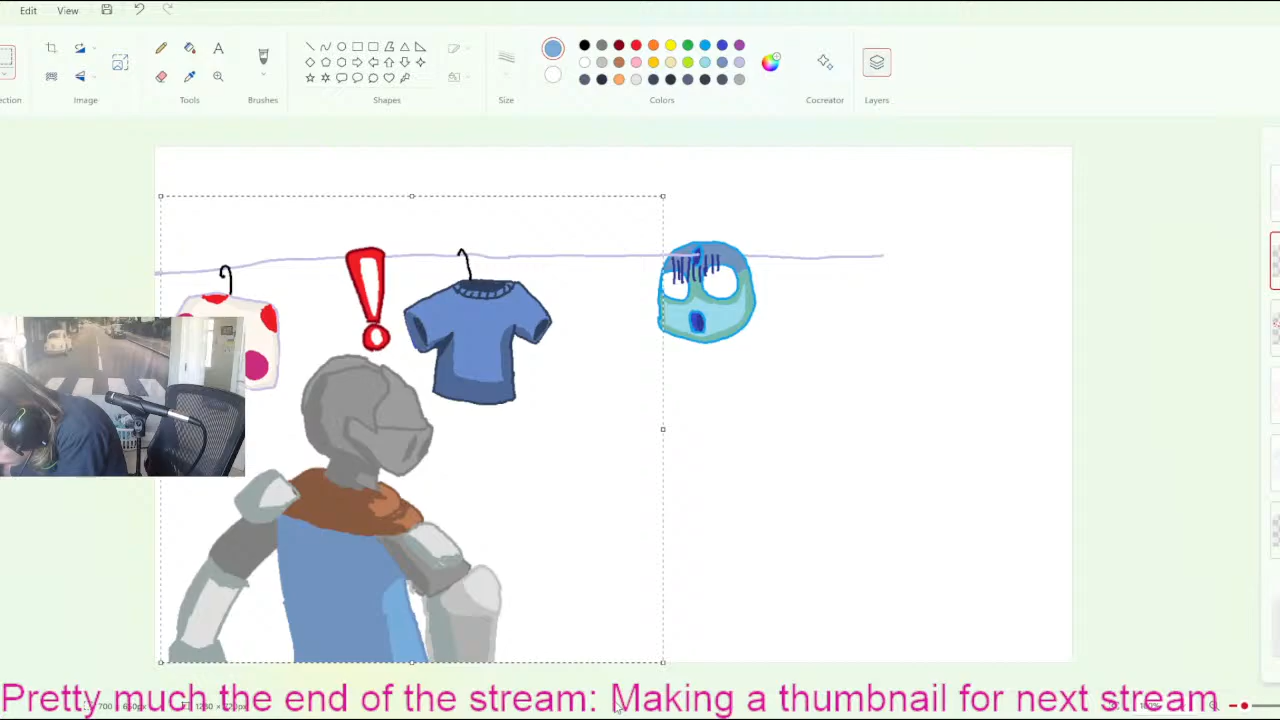 Edit View
ction
Image
Tools
Brushes
Shapes
Size
Colors
Cocreator
Layers
Pretty much the end of the stream: Making a thumbnail for next stream.